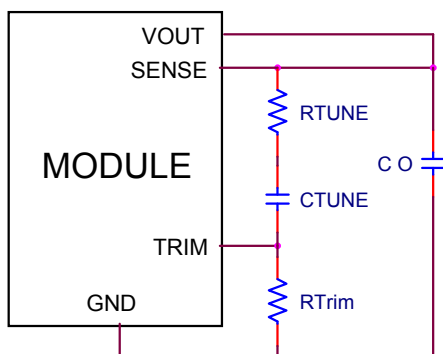 VOUT
SENSE
RTUNE
MODULE
C O
CTUNE
TRIM
GND
RTrim